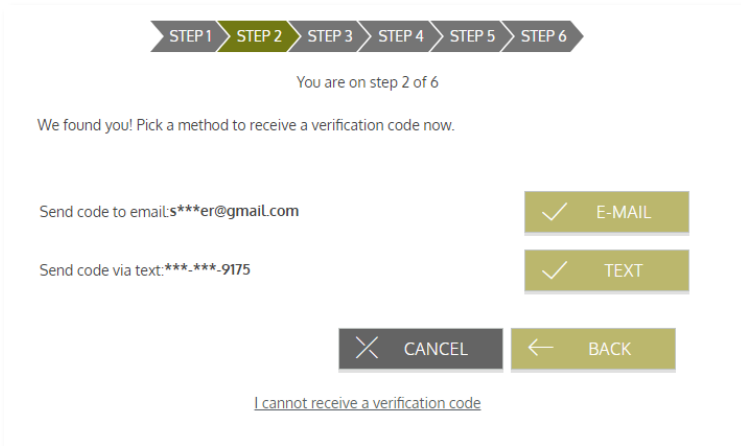 STEP 1 STEP 2 STEP 3 STEP 4 STEP 5 STEP 6
You are on step 2 of 6
We found you! Pick a method to receive a verification code now.
Send code to email:s***er@gmail.com E-MAIL
Send code via text:***-***-9175 TEXT
CANCEL BACK
I cannot receive a verification code